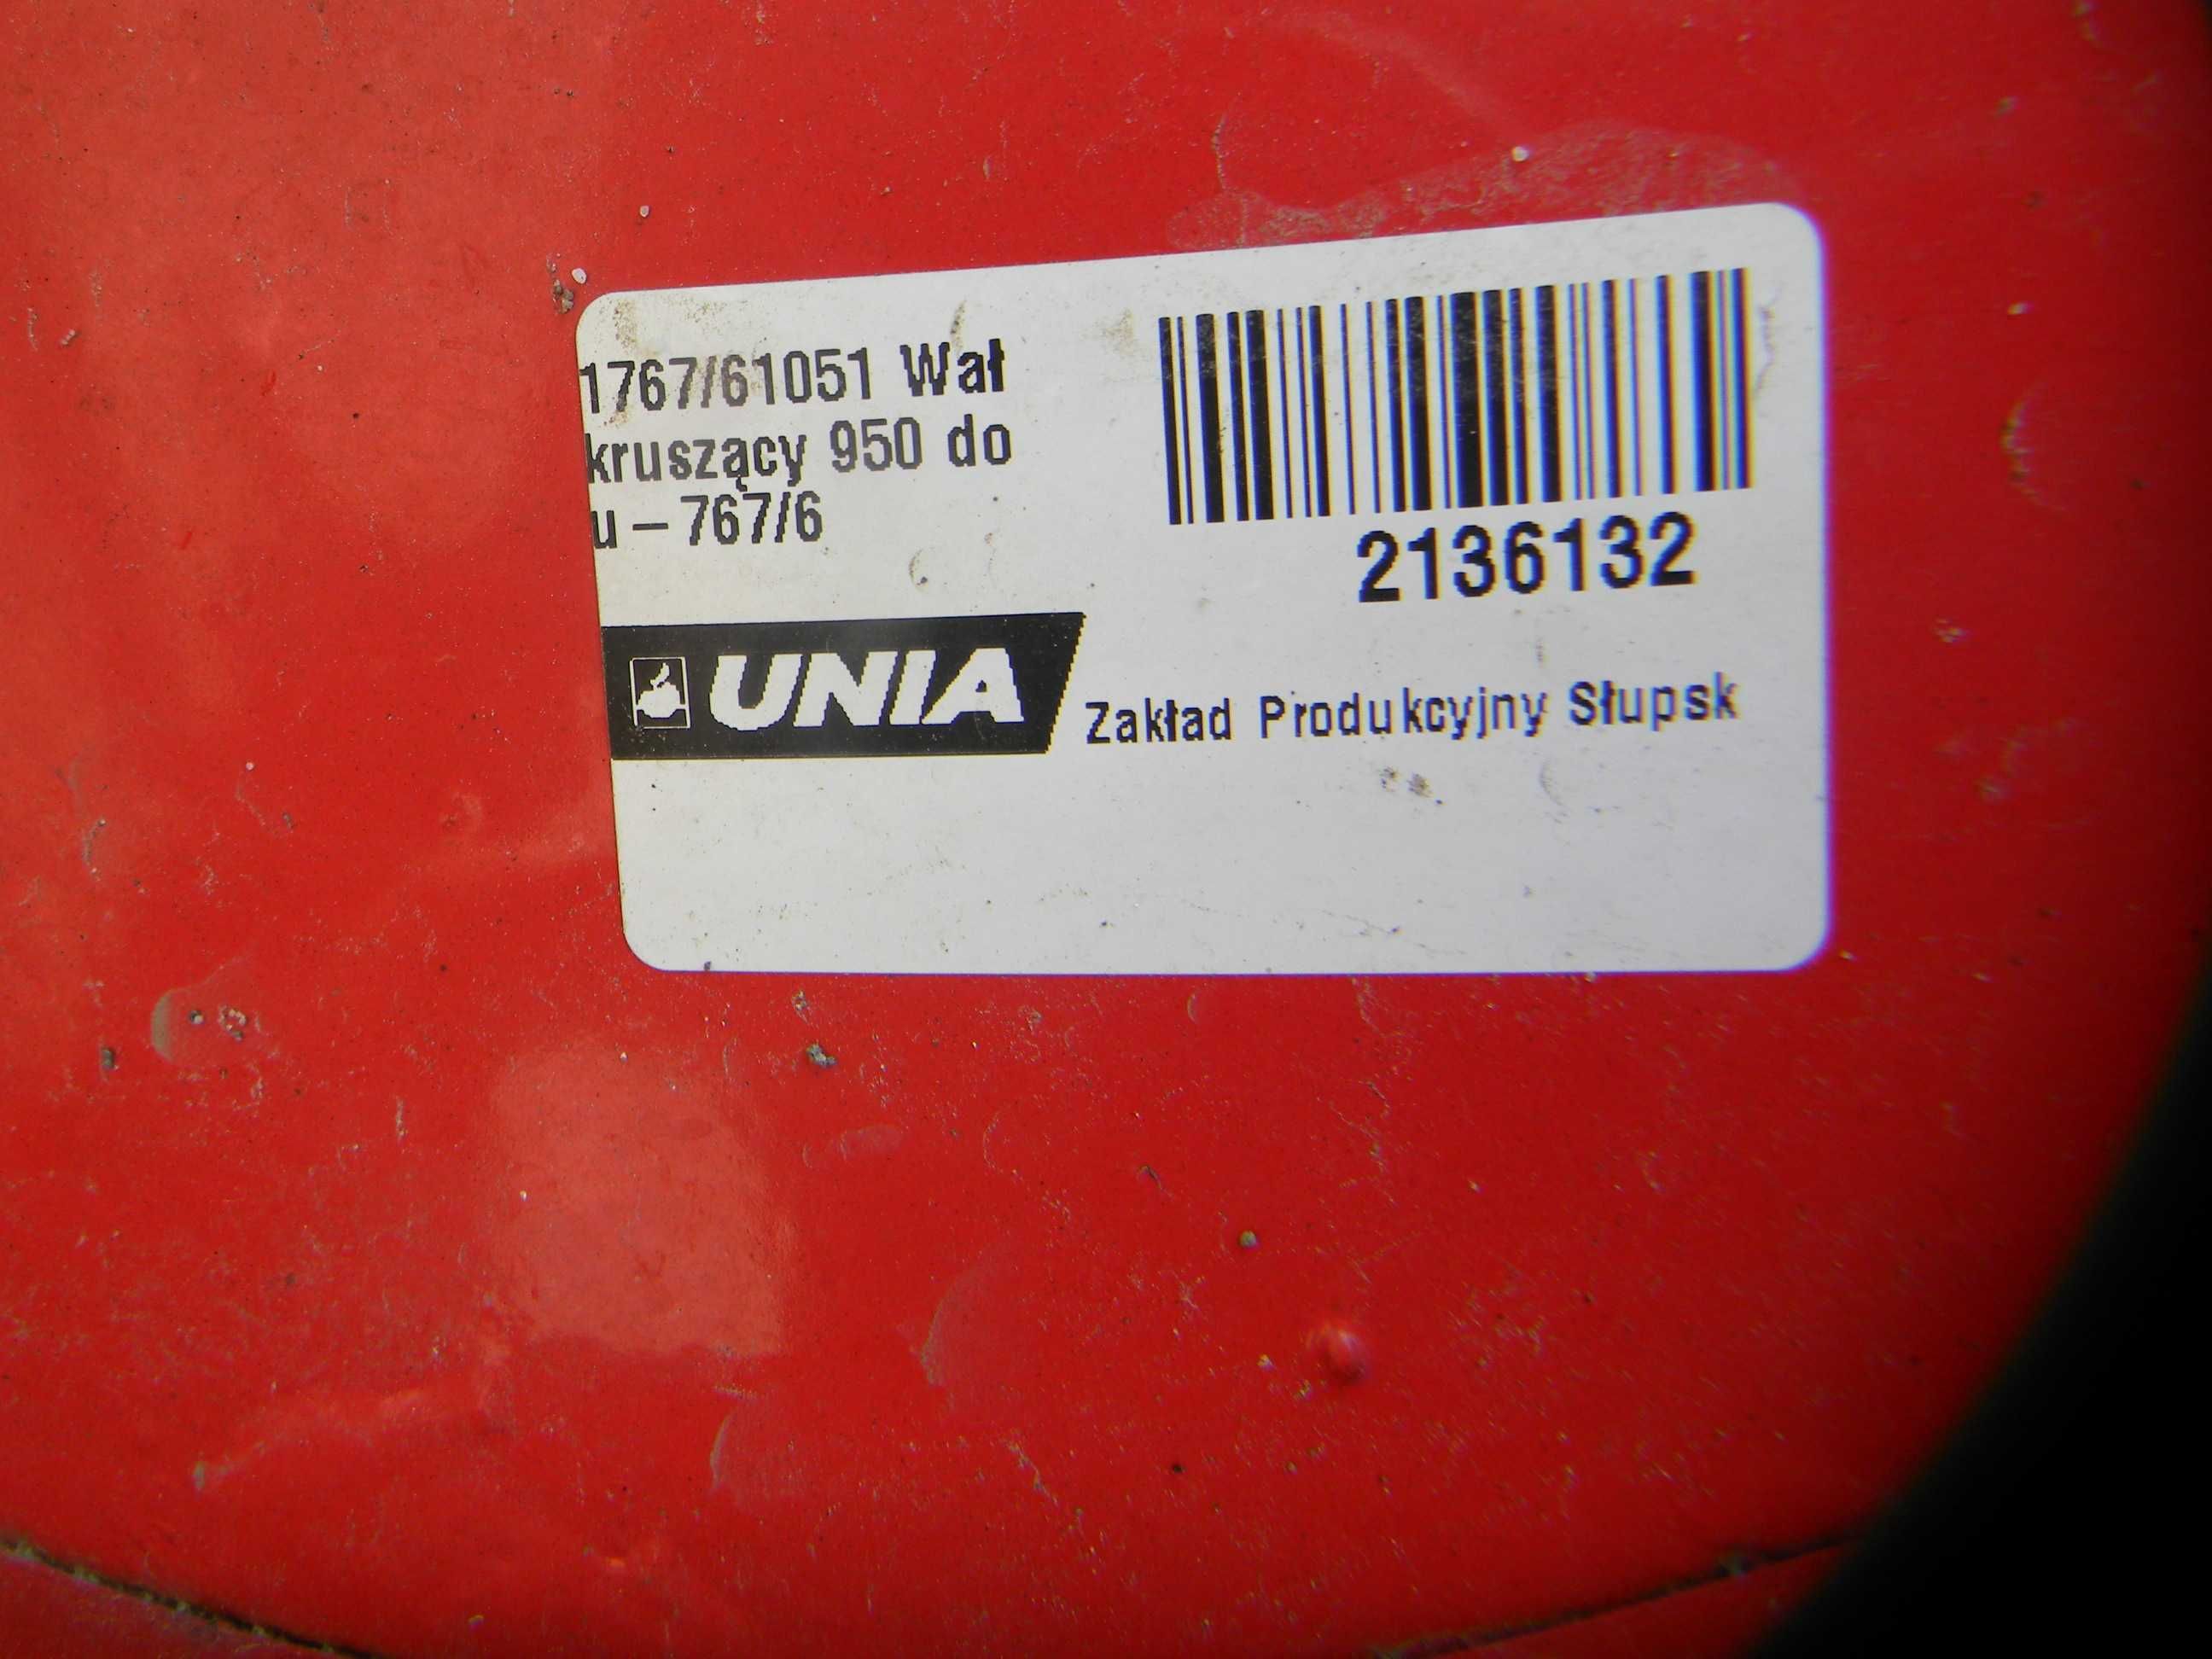 1767/61051 Wał
kruszący 950 do
u – 767/6
2136132
UNIA
Zakład Produkcyjny Słupsk